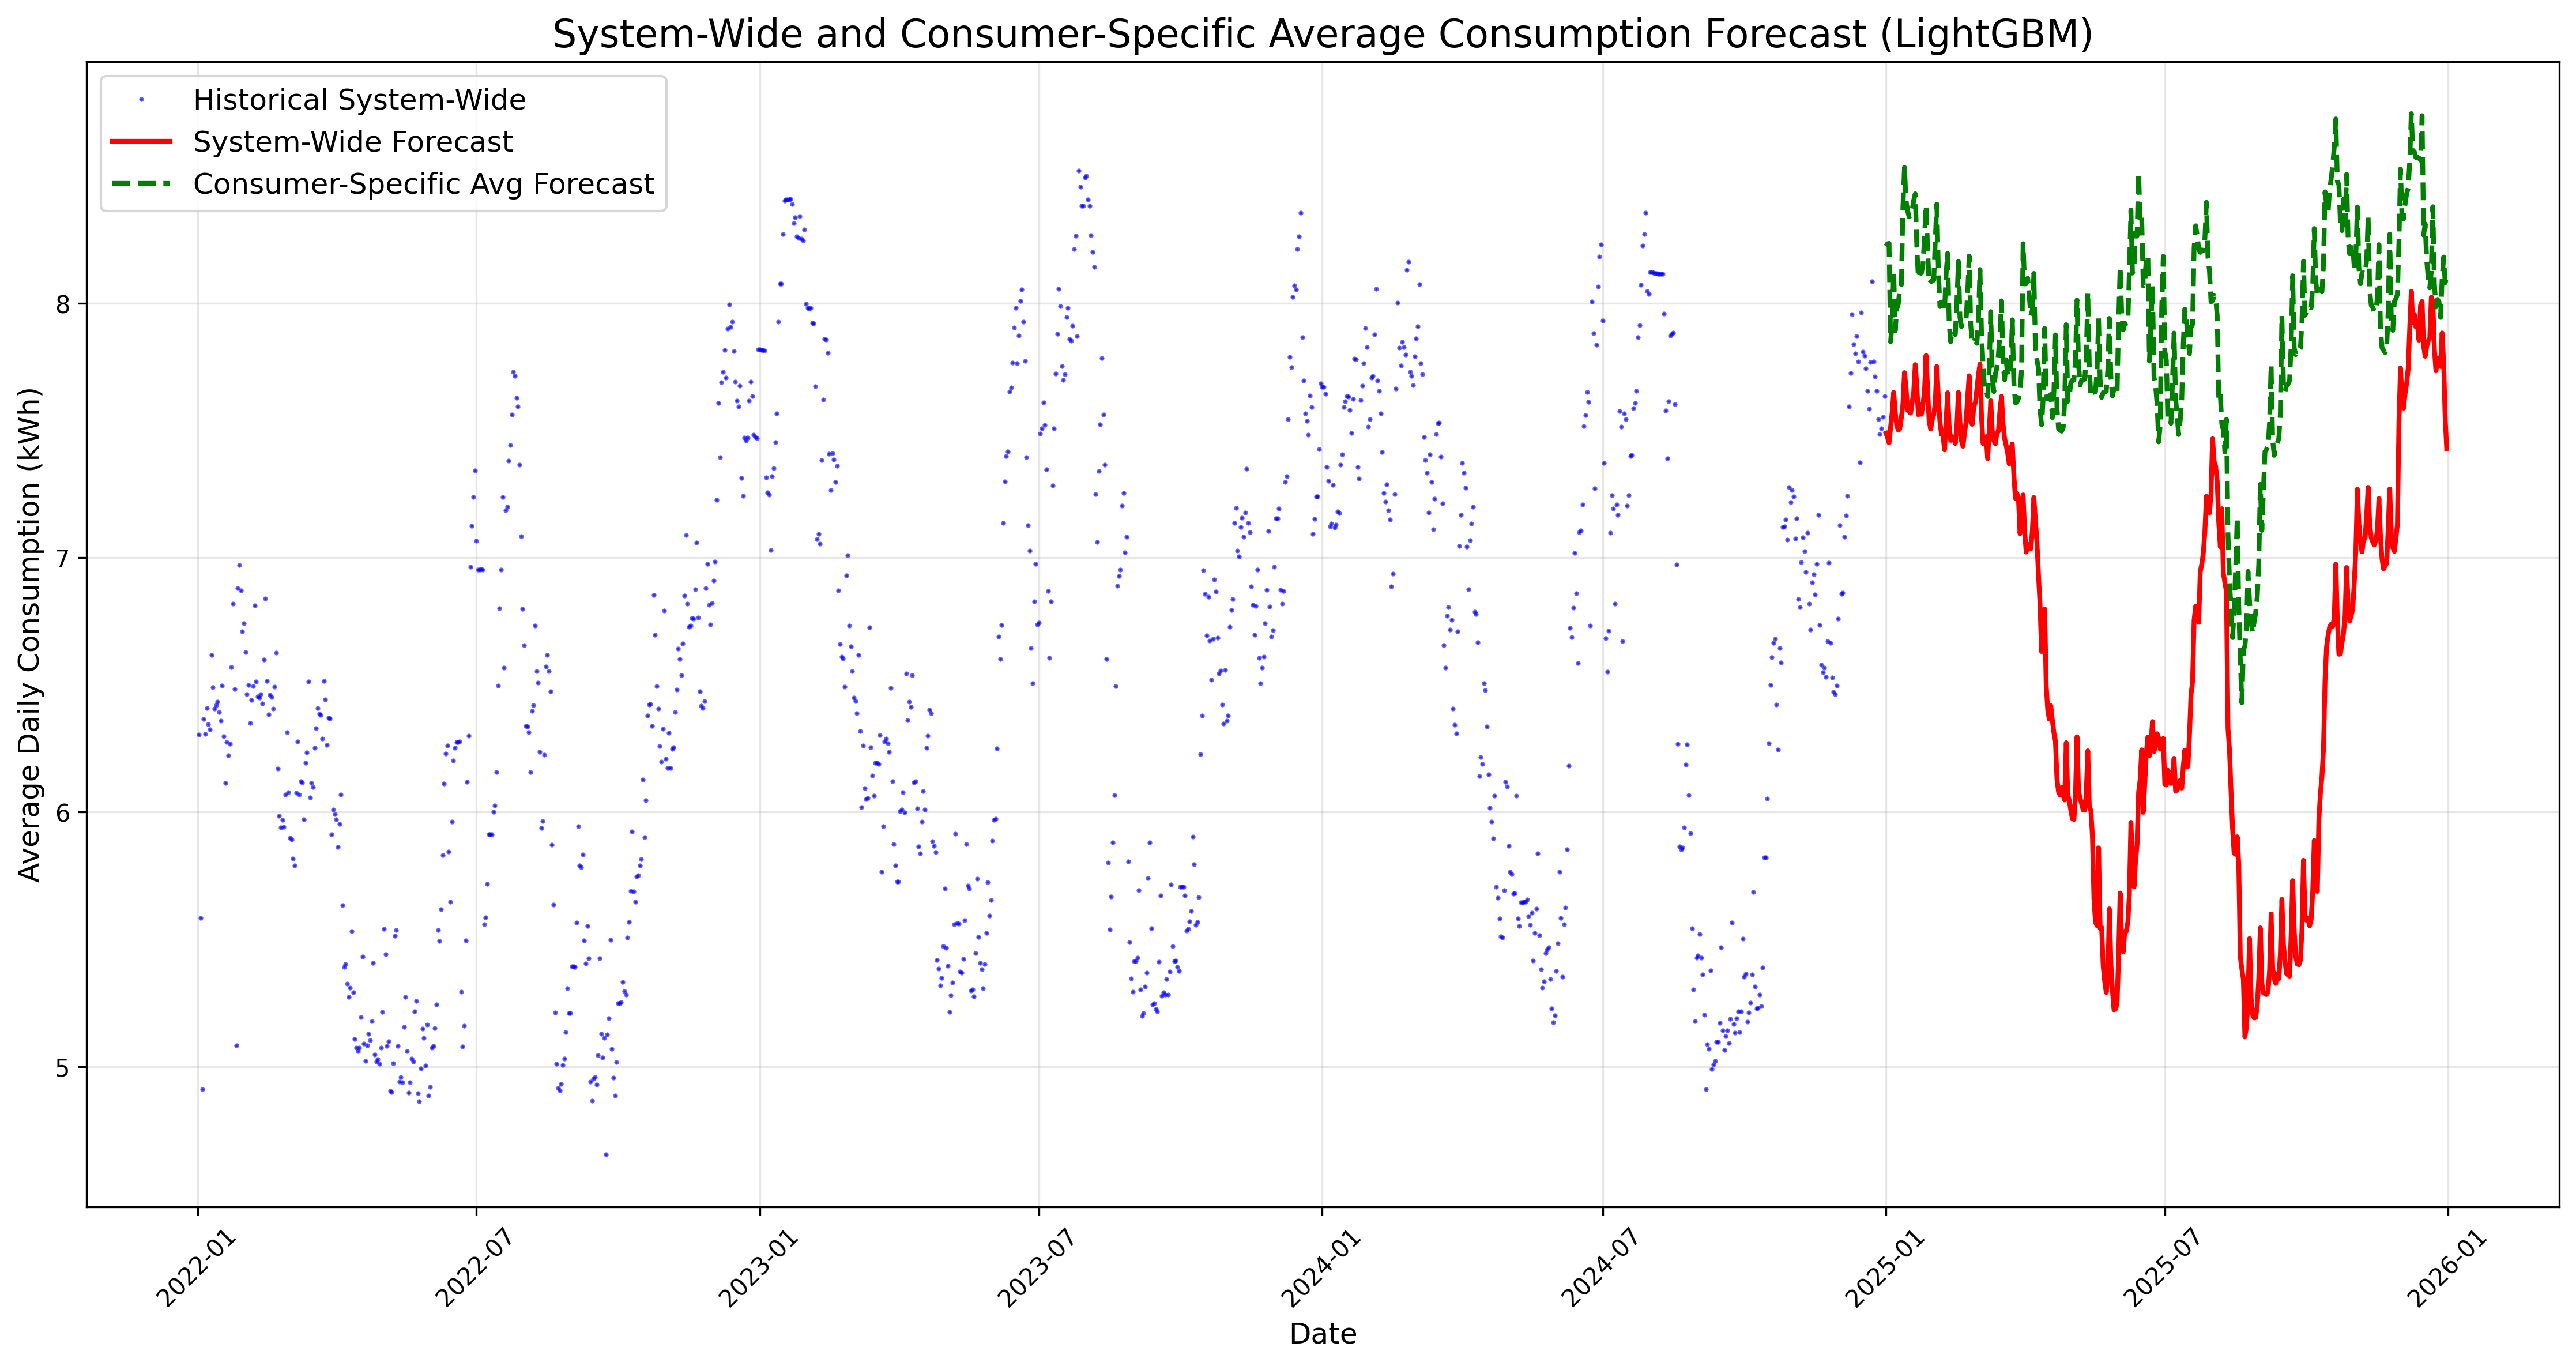 System-Wide and Consumer-Specific Average Consumption Forecast (LightGBM)
Historical System-Wide
System-Wide Forecast
Consumer-Specific Avg Forecast
Average Daily Consumption (kWh)
8
7
6
5
2022-01
2022-07
2023-01
2023-07
2024-01
2024-07
2025-01
2025-07
2026-01
Date